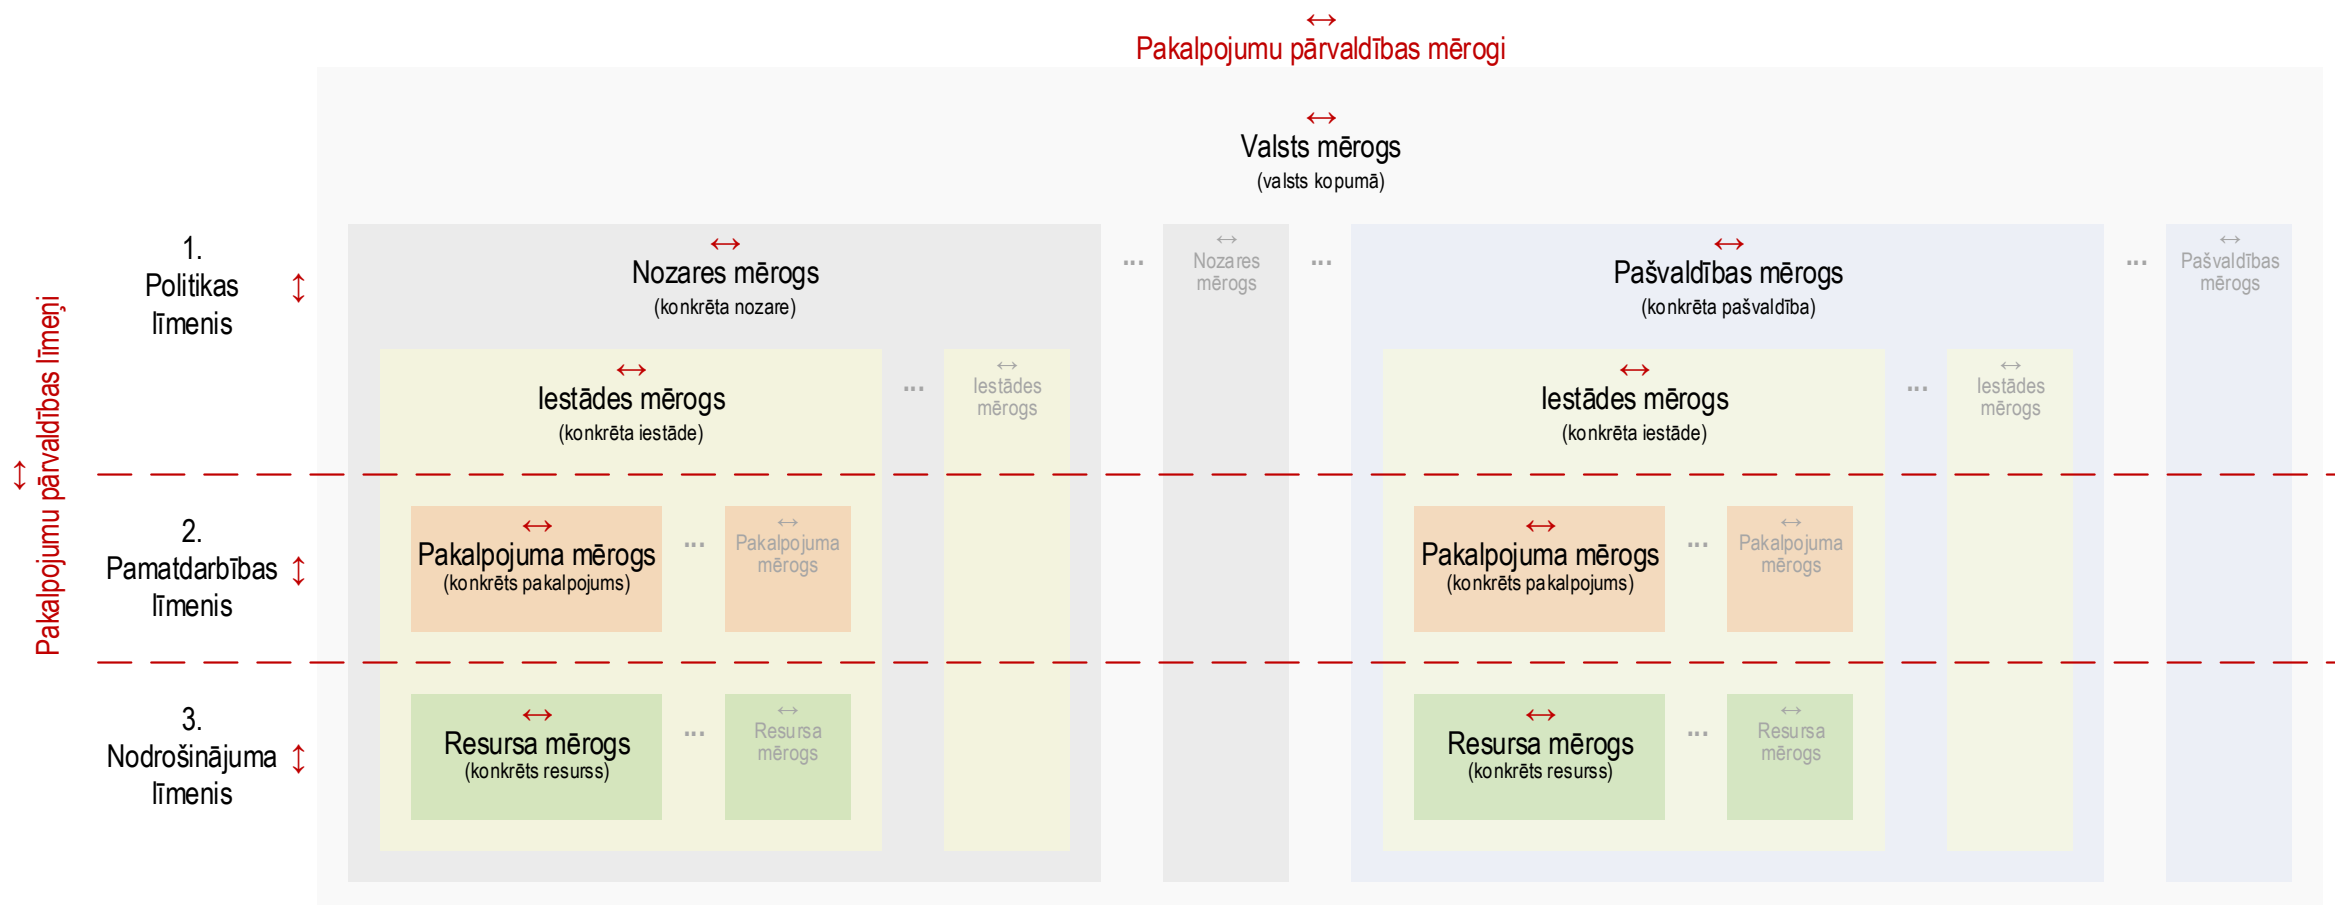 ↔
Pakalpojumu pārvaldības mērogi
↔
Valsts mērogs
(valsts kopumā)
↔
Pakalpojumu pārvaldības līmeņi
1.
Politikas
līmenis
↕
↔
Nozares mērogs
(konkrēta nozare)
...
↔
Nozares
mērogs
...
↔
Pašvaldības mērogs
(konkrēta pašvaldība)
...
↔
Pašvaldības
mērogs
↔
Iestādes mērogs
(konkrēta iestāde)
...
↔
Iestādes
mērogs
↔
Iestādes mērogs
(konkrēta iestāde)
...
↔
Iestādes
mērogs
2.
Pamatdarbības
līmenis
↕
↔
Pakalpojuma mērogs
(konkrēts pakalpojums)
...
↔
Pakalpojuma
mērogs
↔
Pakalpojuma mērogs
(konkrēts pakalpojums)
...
↔
Pakalpojuma
mērogs
3.
Nodrošinājuma
līmenis
↕
↔
Resursa mērogs
(konkrēts resurss)
...
↔
Resursa
mērogs
↔
Resursa mērogs
(konkrēts resurss)
...
↔
Resursa
mērogs